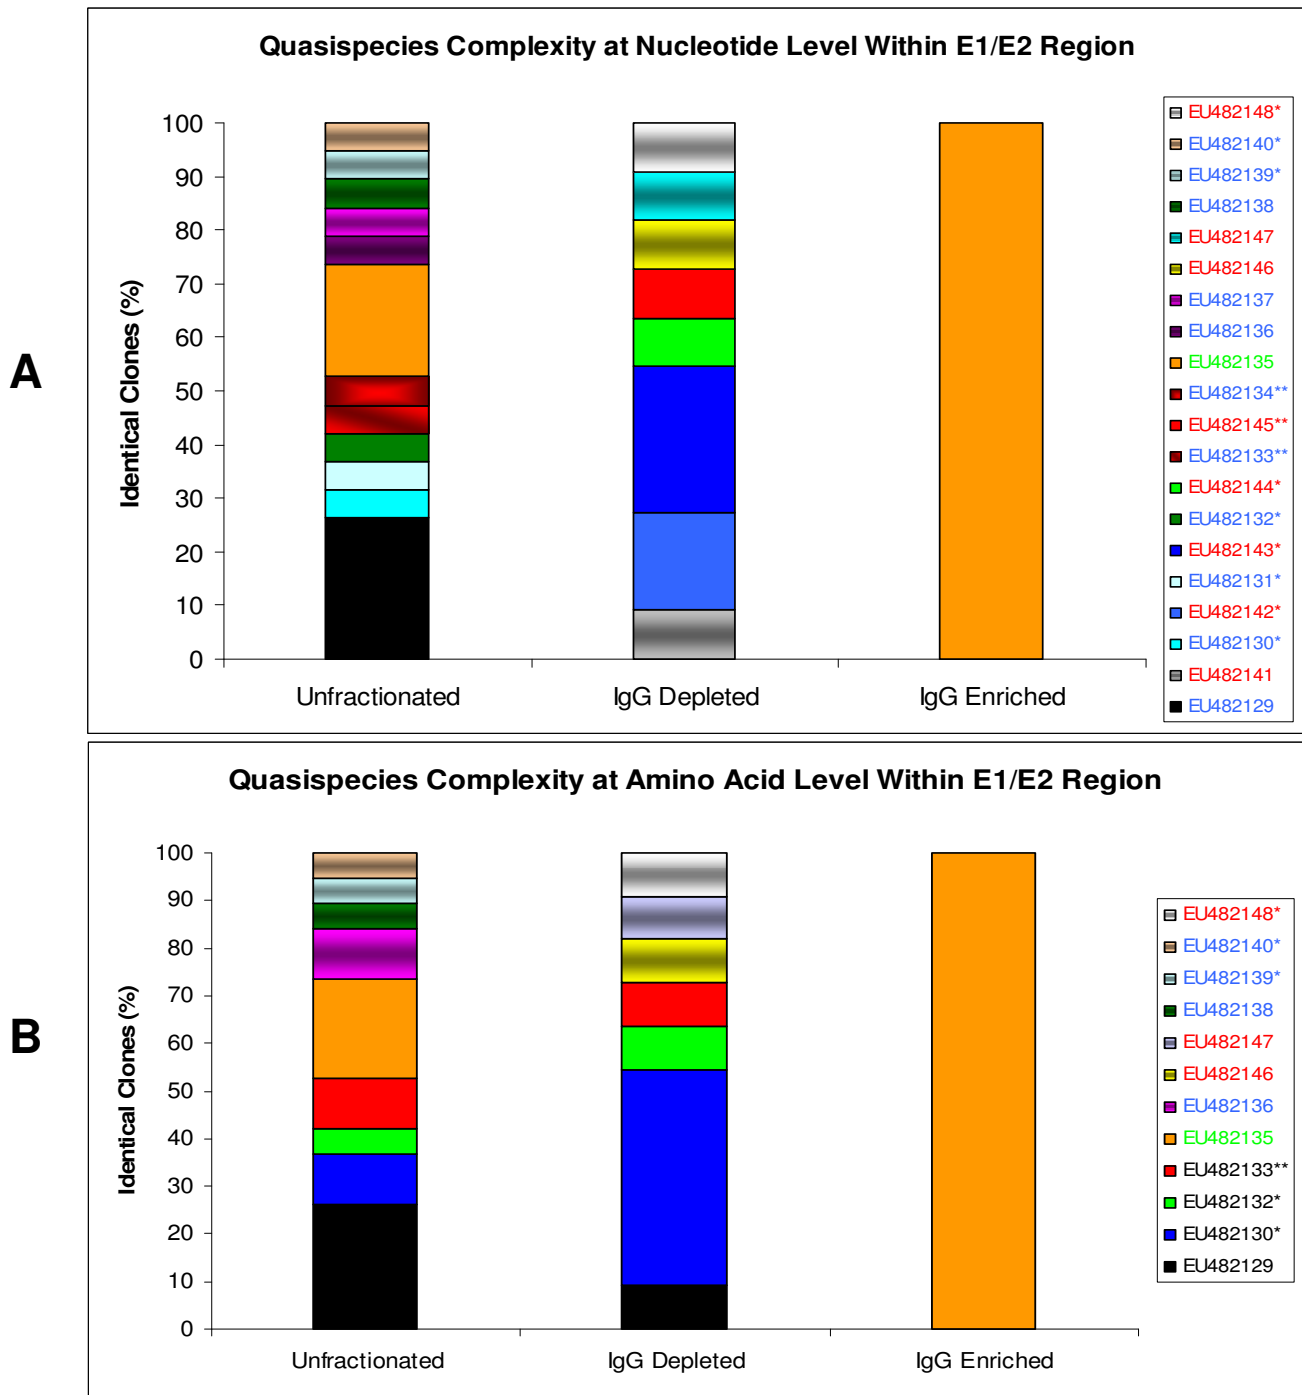 A
Quasispecies Complexity at Nucleotide Level Within E1/E2 Region
Identical Clones (%)
100
90
80
70
60
50
40
30
20
10
0
Unfractionated
IgG Depleted
IgG Enriched
EU482148*
EU482140*
EU482139*
EU482138
EU482147
EU482146
EU482137
EU482136
EU482135
EU482134**
EU482145**
EU482133**
EU482144*
EU482132*
EU482143*
EU482131*
EU482142*
EU482130*
EU482141
EU482129
B
Quasispecies Complexity at Amino Acid Level Within E1/E2 Region
Identical Clones (%)
100
90
80
70
60
50
40
30
20
10
0
Unfractionated
IgG Depleted
IgG Enriched
EU482148*
EU482140*
EU482139*
EU482138
EU482147
EU482146
EU482136
EU482135
EU482133**
EU482132*
EU482130*
EU482129